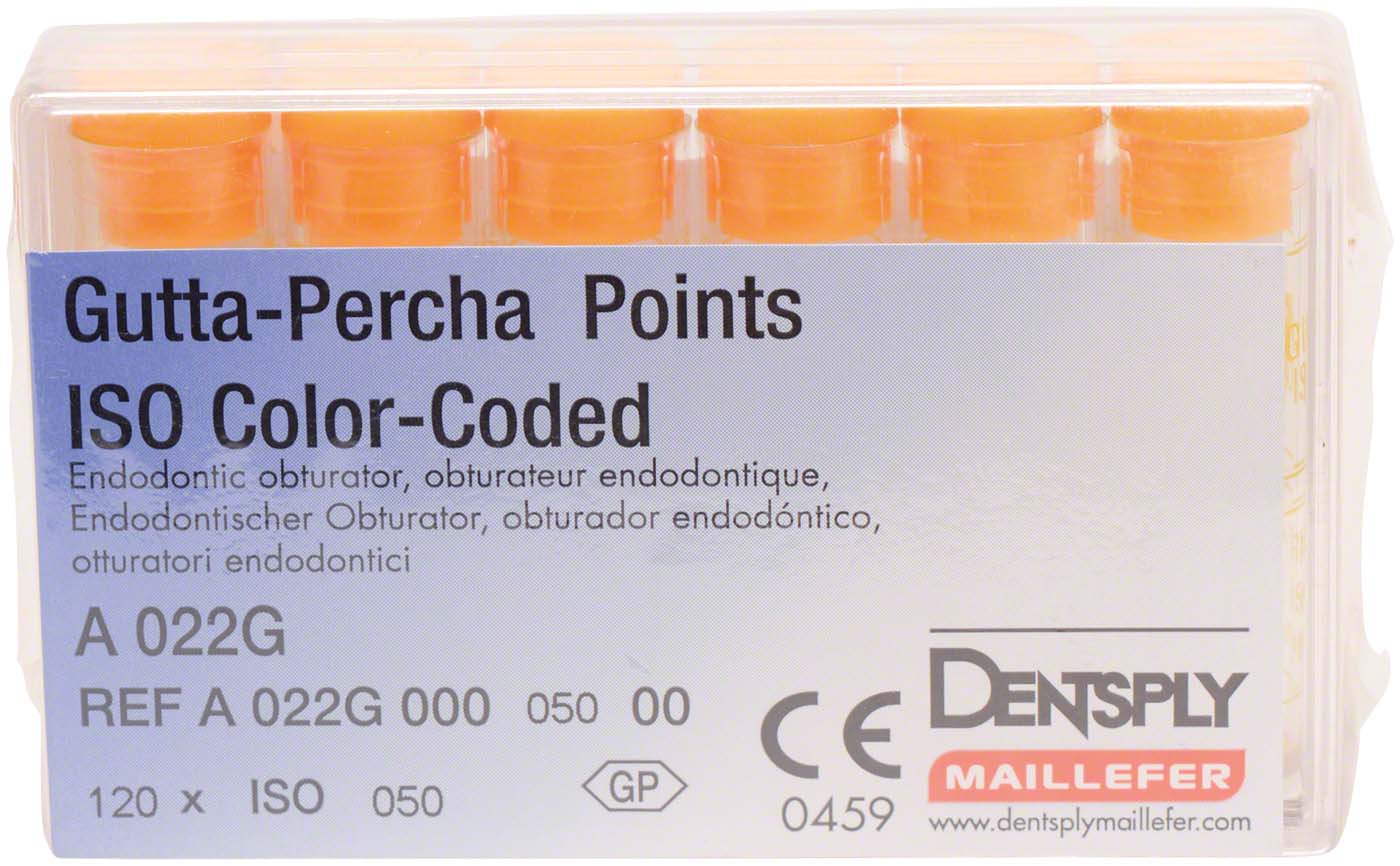 Gutta-Percha Points
ISO Color-Coded
Endodontic obturator, obturateur endodontique,
Endodontischer Obturator, obturador endodóntico,
otturatori endodontici
A 022G
REF A 022G 000 050 00
120 x ISO 050
GP
CE
0459
DENTSPLY
MAILLEFER
www.dentsplymaillefer.com